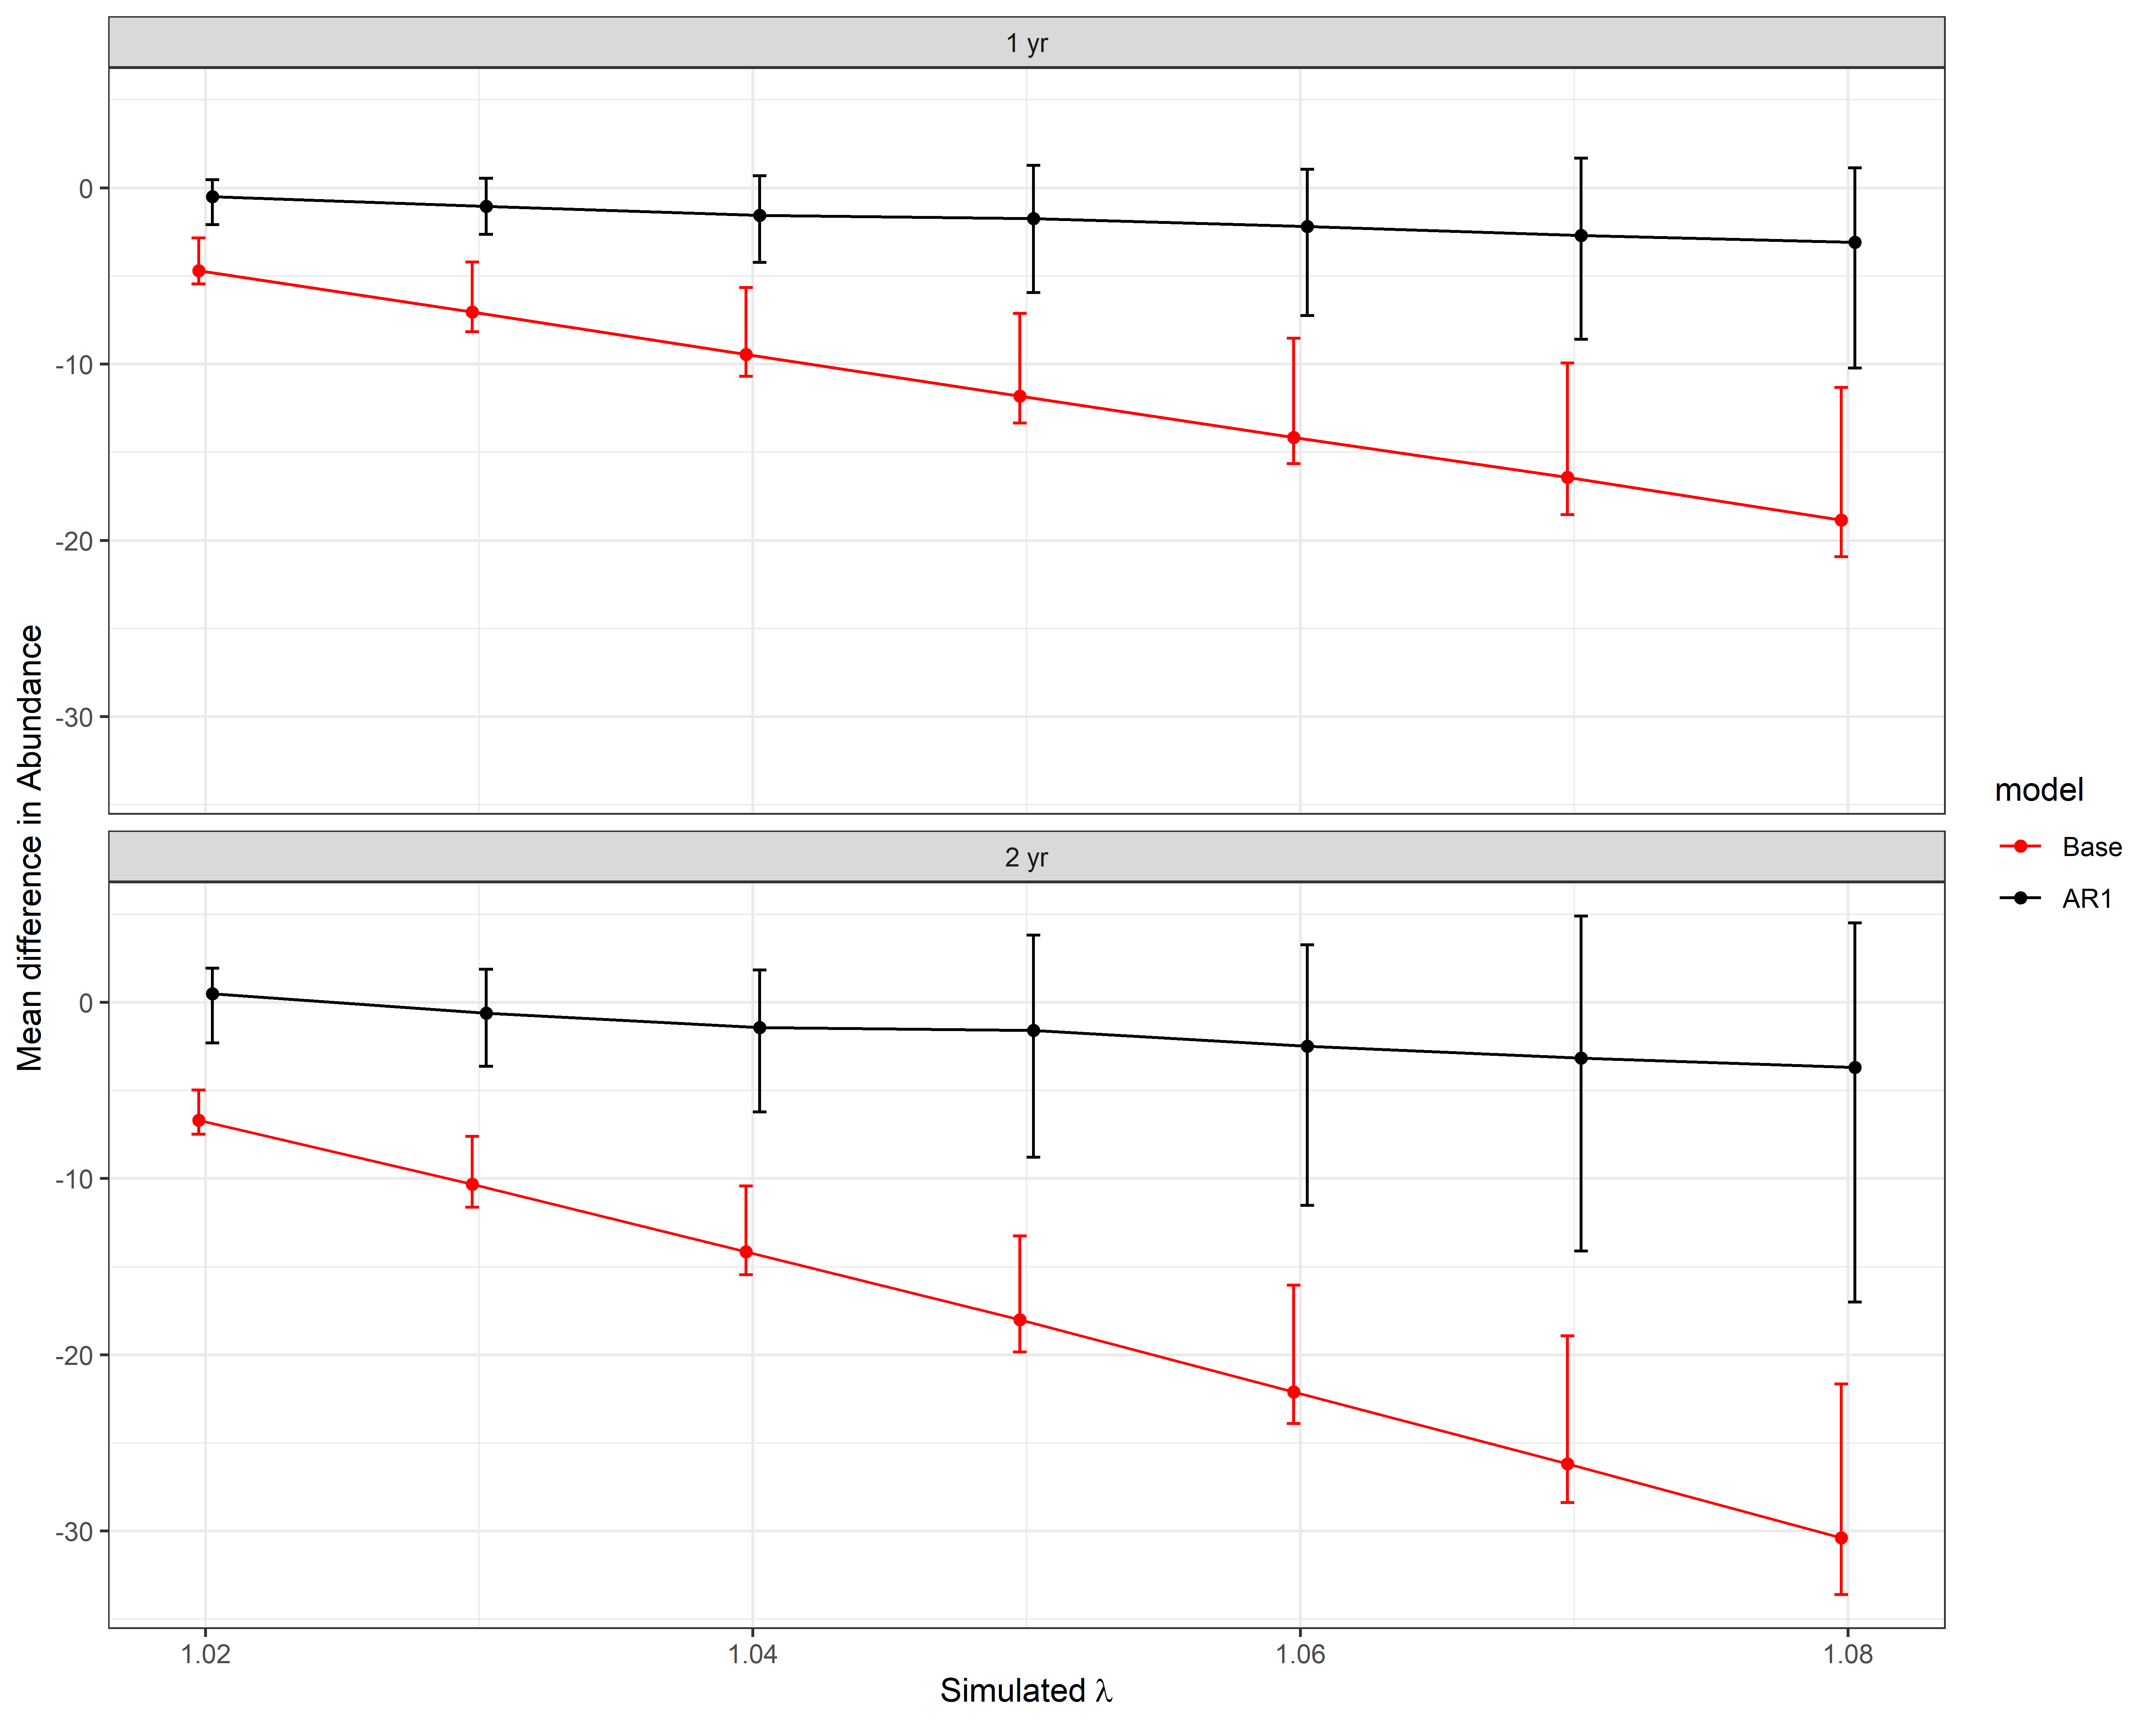 1 yr
0
-10
-20
-30
2 yr
0
-10
-20
-30
1.02 1.04 1.06 1.08
Simulated λ
Mean difference in Abundance
model
Base
AR1